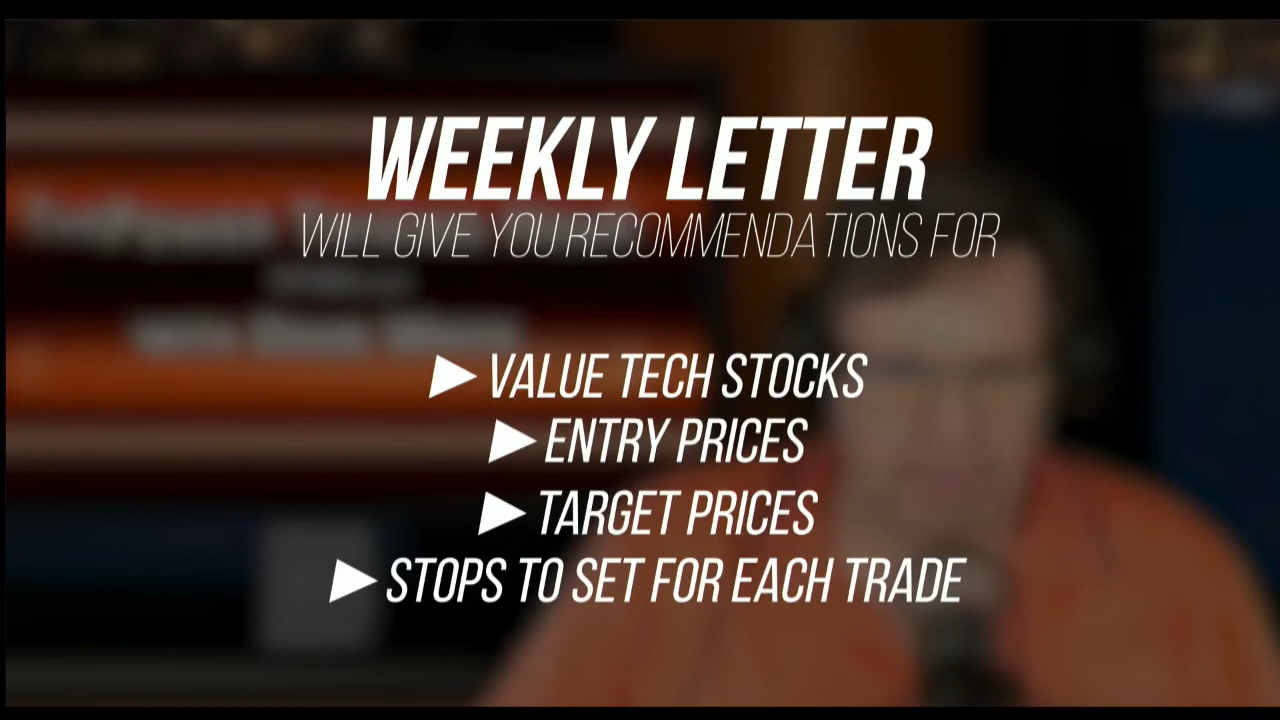 WEEKLY LETTER
WILL GIVE YOU RECOMMENDATIONS FOR
▶ VALUE TECH STOCKS
▶ ENTRY PRICES
▶ TARGET PRICES
▶ STOPS TO SET FOR EACH TRADE